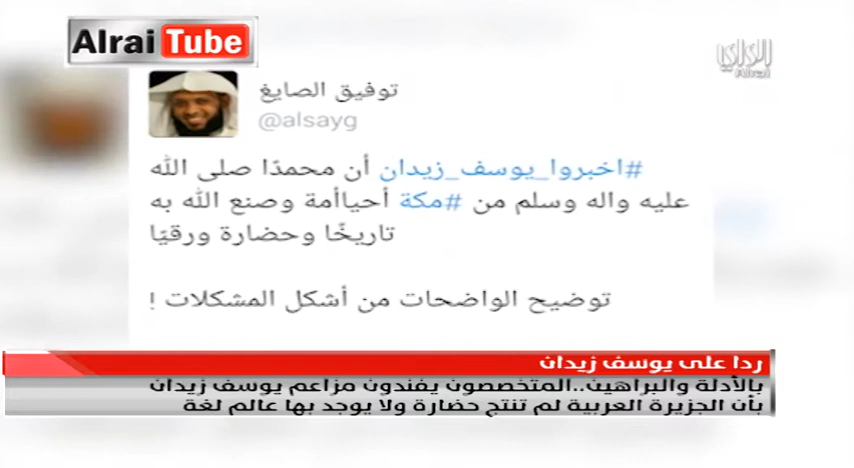 Alrai Tube
الراي
Alrai
توفيق الصايغ
@alsayg
#اخبروا_يوسف_زيدان أن محمدًا صلى الله
عليه واله وسلم من #مكة أحياأمة وصنع الله به
تاريخًا وحضارة ورقيًا
توضيح الواضحات من أشكل المشكلات !
ردا على يوسف زيدان
بالأدلة والبراهين..المتخصصون يفندون مزاعم يوسف زيدان
بأن الجزيرة العربية لم تنتج حضارة ولا يوجد بها عالم لغة